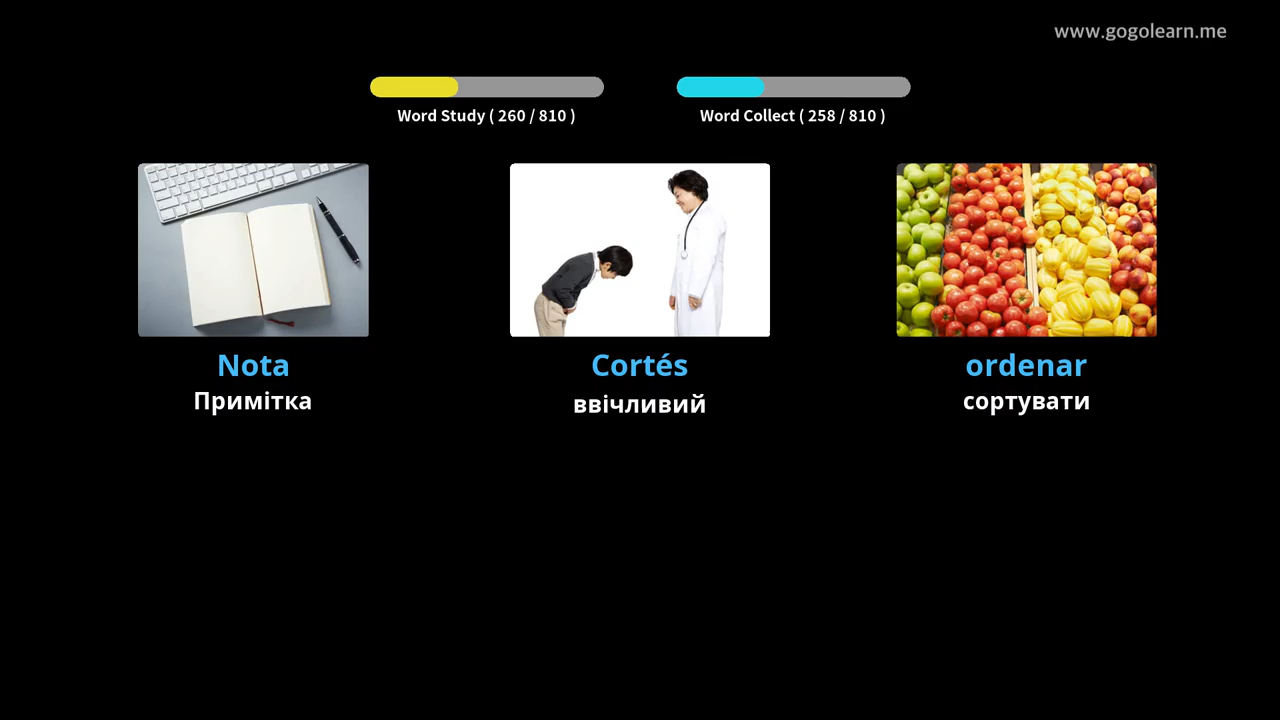 www.gogolearn.me
Word Study ( 260 / 810 )
Word Collect ( 258 / 810 )
Nota
Примітка
Cortés
ввічливий
ordenar
сортувати